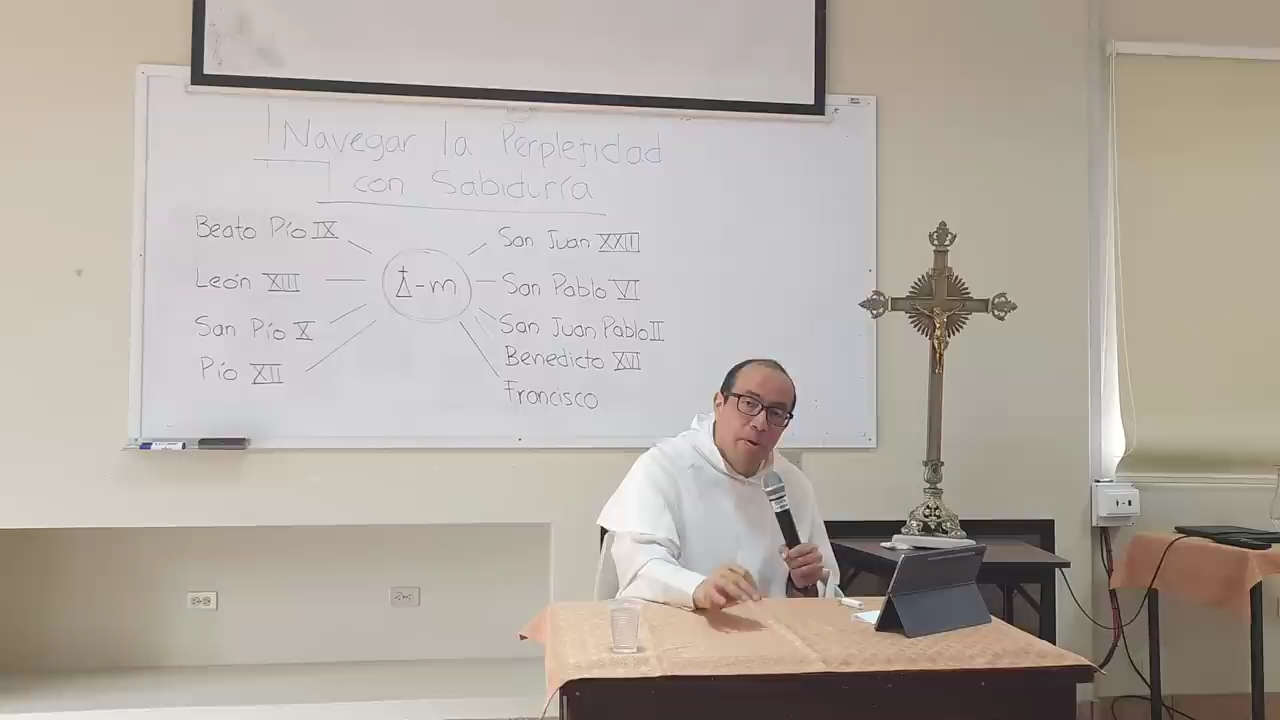 Navegar la Perplejidad
con Sabiduría
Beato Pío IX
León XIII
San Pío X
Pío XII
-m
San Juan XXIII
San Pablo VI
San Juan Pablo II
Benedicto XVI
Francisco